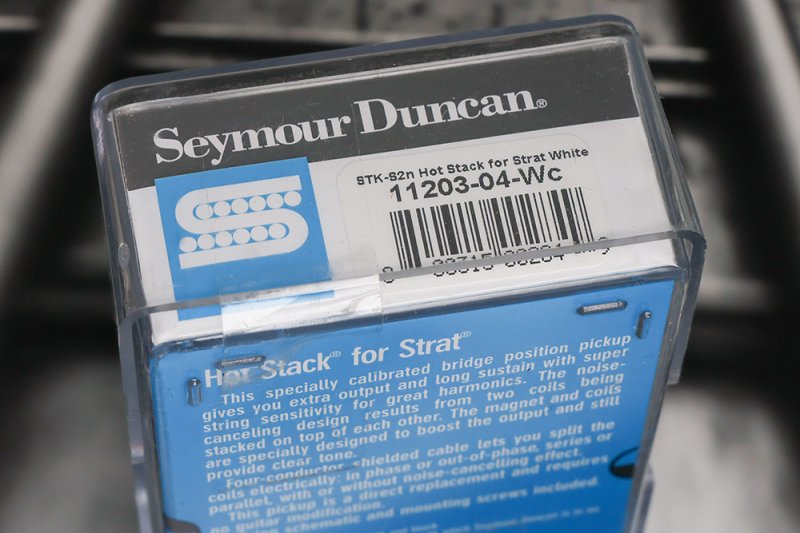 Seymour Duncan®
STK-S2n Hot Stack for Strat White
11203-04-Wc
Hot Stack® for Strat®
This specially calibrated bridge position pickup
gives you extra output and long sustain with super
string sensitivity for great harmonics. The noise-
canceling design results from two coils being
stacked on top of each other. The magnet and coils
are specially designed to boost the output and still
provide clear tone.
Four-conductor shielded cable lets you split the
coils electrically: in phase or out-of-phase, series or
parallel, with or without noise-cancelling effect.
This pickup is a direct replacement and requires
no guitar modification.
schematic and mounting screws included.